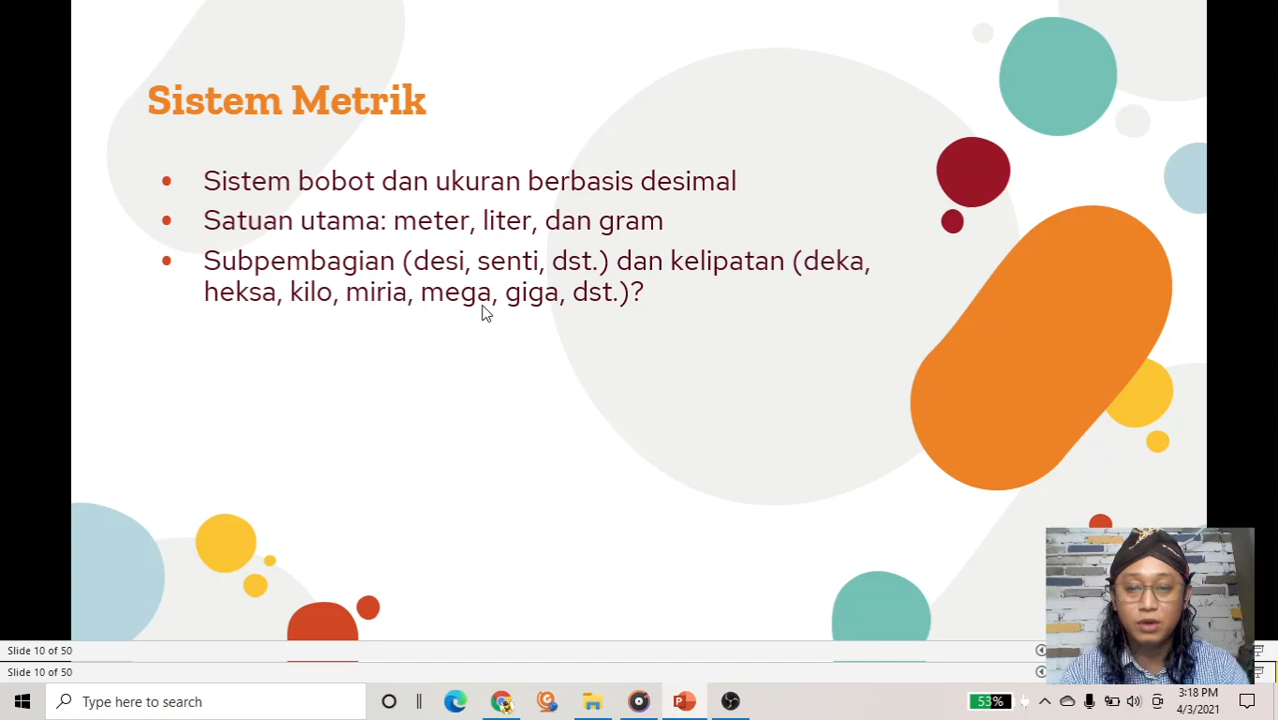 Sistem Metrik
• Sistem bobot dan ukuran berbasis desimal
• Satuan utama: meter, liter, dan gram
• Subpembagian (desi, senti, dst.) dan kelipatan (deka,
heksa, kilo, miria, mega, giga, dst.)?
Slide 10 of 50
Slide 10 of 50
Type here to search
53%
3:18 PM
4/3/2021